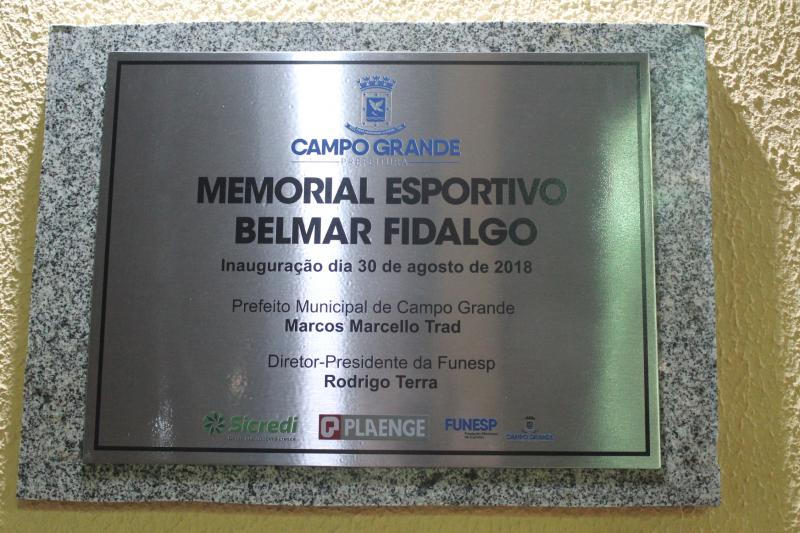 CAMPO GRANDE
PREFEITURA
MEMORIAL ESPORTIVO
BELMAR FIDALGO
Inauguração dia 30 de agosto de 2018
Prefeito Municipal de Campo Grande
Marcos Marcello Trad
Diretor-Presidente da Funesp
Rodrigo Terra
Sicredi
PLAENGE
FUNESP
CAMPO GRANDE